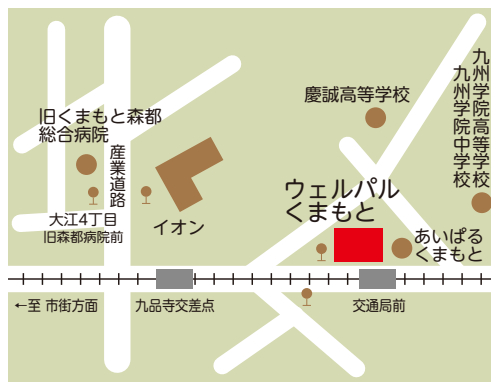 九州学院高等学校
九州学院中学校
慶誠高等学校
旧くまもと森都
総合病院
産業道路
ウェルパル
くまもと
大江4丁目
旧森都病院前
イオン
あいぱる
くまもと
←至 市街方面
九品寺交差点
交通局前